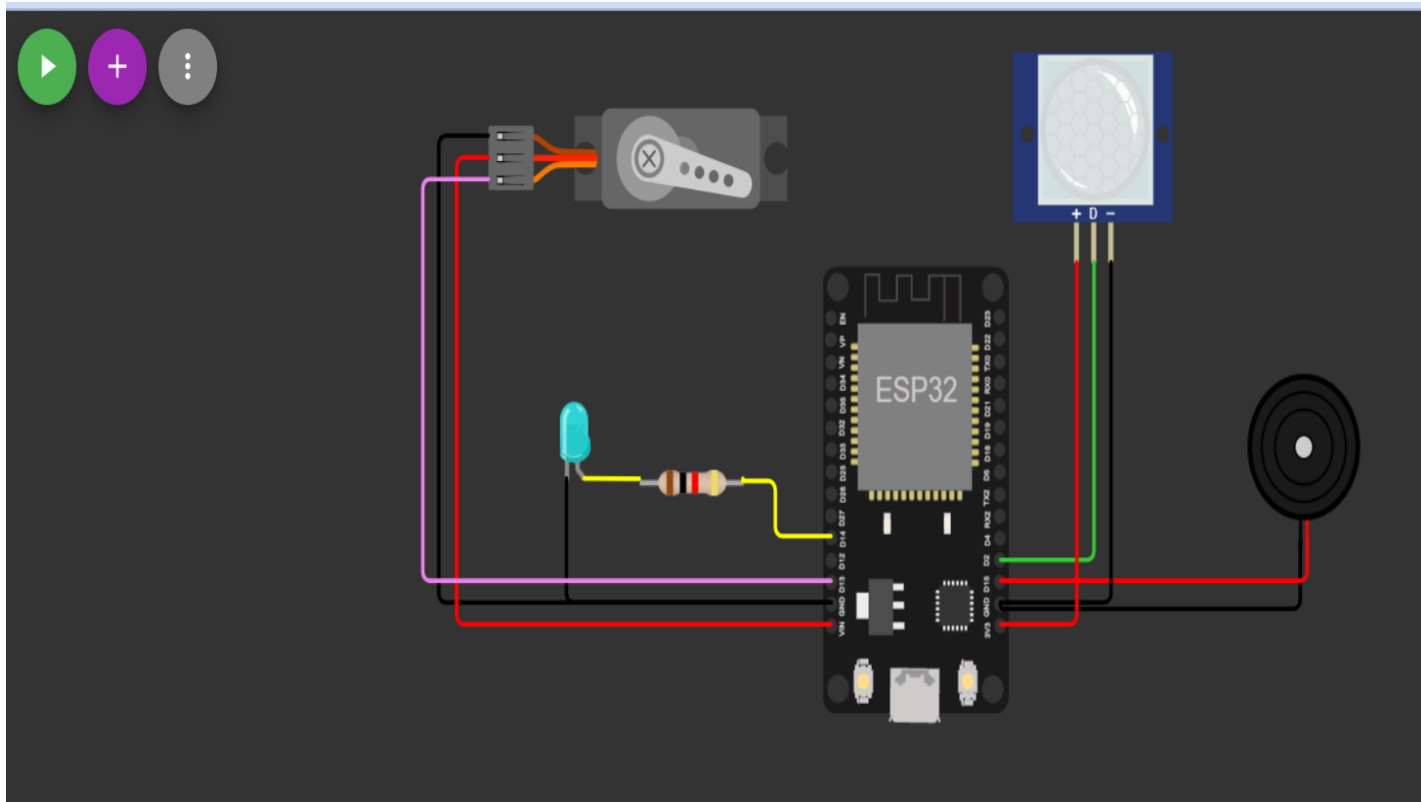 + D −
EN
VP
VN
D34
D35
D32
D33
D25
D26
D27
D14
D12
D13
GND
VIN
ESP32
D23
D22
TX0
RX0
D21
D19
D18
D5
TX2
RX2
D4
D2
D15
GND
3V3